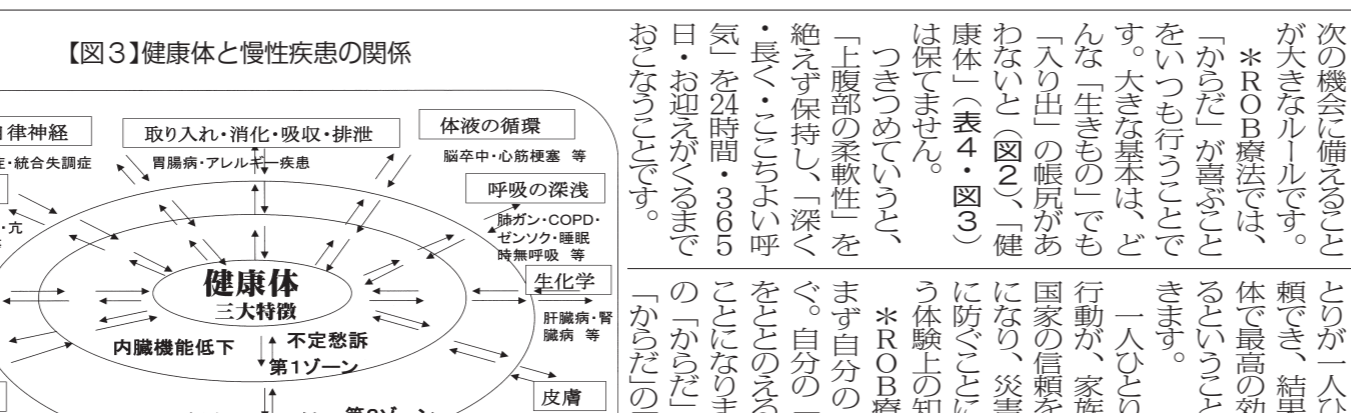 次の機会に備えること
が大きなルールです。
＊ＲＯＢ療法では、
「からだ」が喜ぶこと
をいつも行うことで
す。大きな基本は、ど
んな「生きもの」でも
「入り出」の帳尻があ
わないと（図２）、「健
康体」（表４・図３）
は保てません。
つきつめていうと、
「上腹部の柔軟性」を
絶えず保持し、「深く
・長く・ここちよい呼
気」を24時間・３６５
日・お迎えがくるまで
おこなうことです。
とりが一人ひ
頼でき、結果
体で最高の効
るということ
きます。
一人ひとり
行動が、家族
国家の信頼を
になり、災害
に防ぐことに
う体験上の知
＊ＲＯＢ療
まず自分の
ぐ。自分の「
をととのえる
ことになりま
の「からだ」
「からだ」の
【図３】健康体と慢性疾患の関係
律神経
症・統合失調症
取り入れ・消化・吸収・排泄
胃腸病・アレルギー疾患
体液の循環
脳卒中・心筋梗塞 等
呼吸の深浅
肺ガン・COPD・
ゼンソク・睡眠
時無呼吸 等
・亢
生化学
肝臓病・腎
臓病 等
健康体
三大特徴
内臓機能低下
不定愁訴
第1ゾーン
皮膚